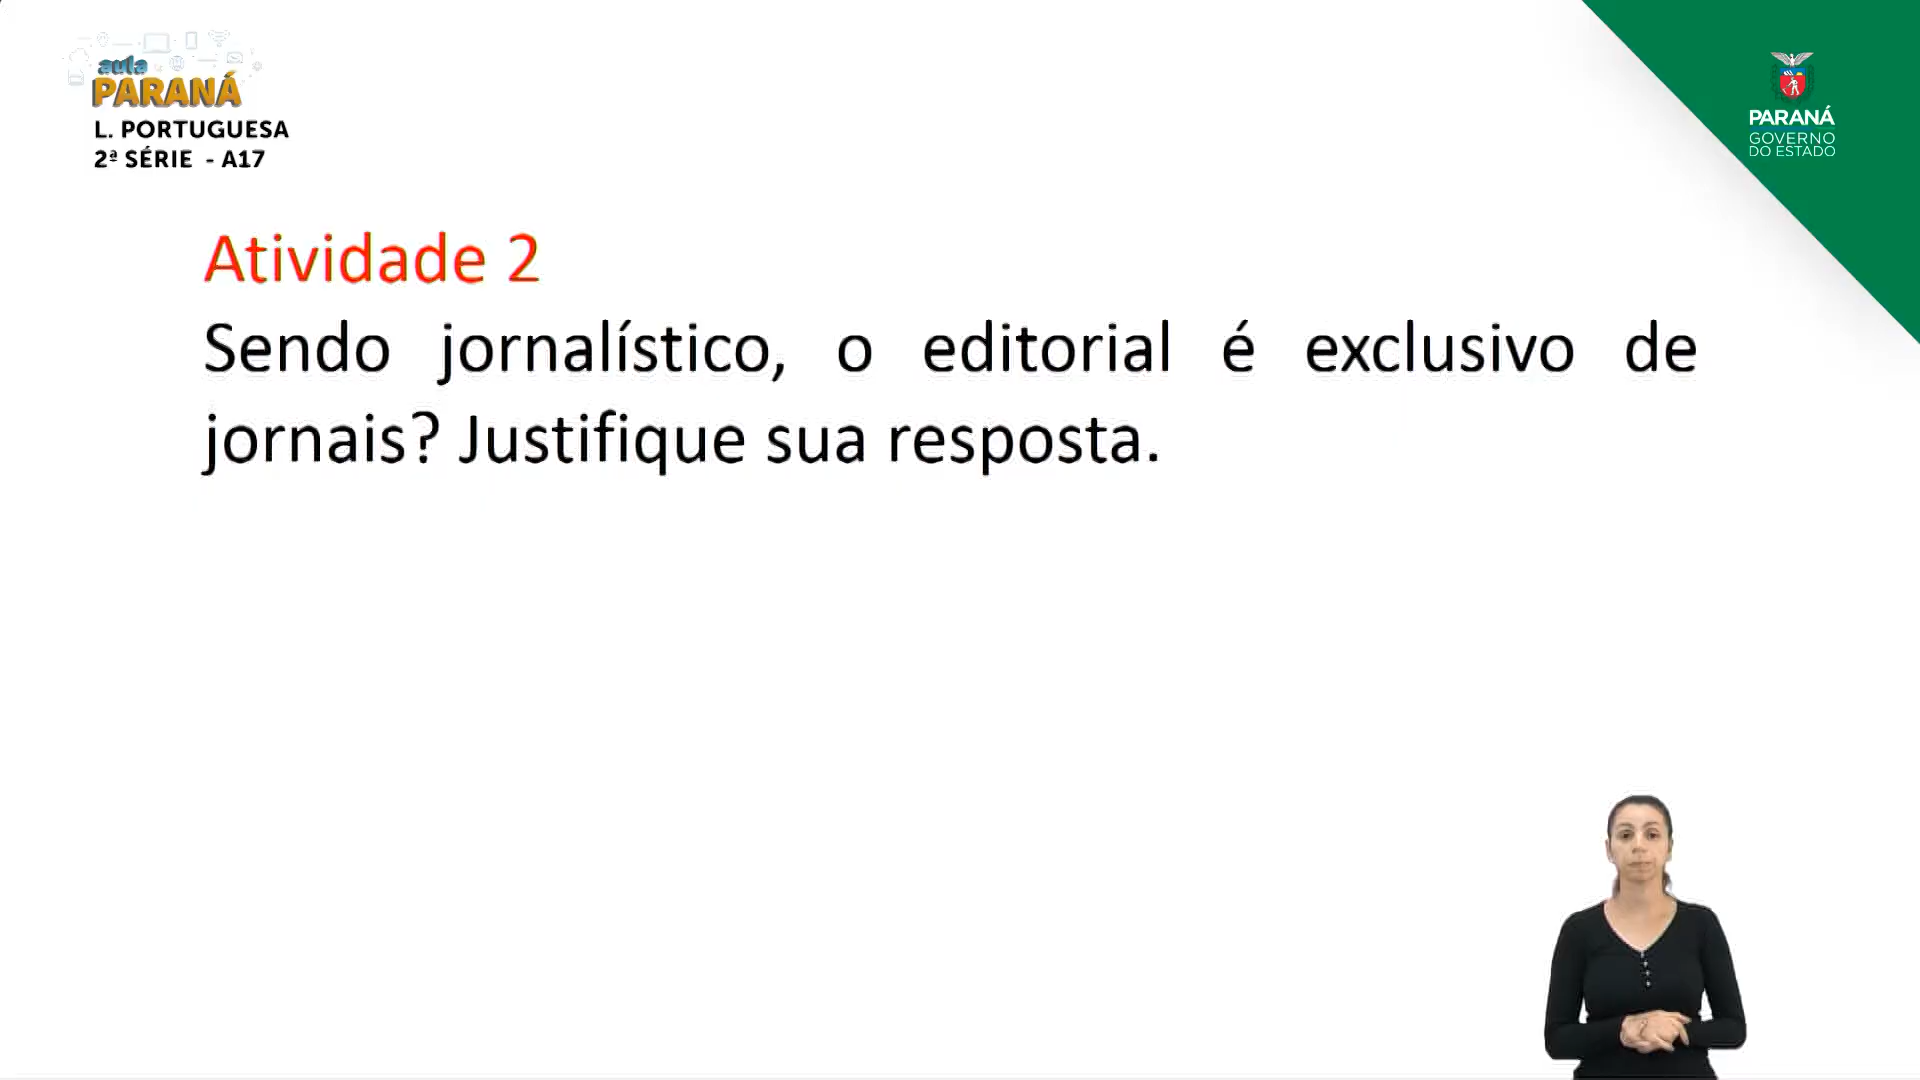 aula
PARANÁ
L. PORTUGUESA
2ª SÉRIE - A17
PARANÁ
GOVERNO
DO ESTADO
Atividade 2
Sendo jornalístico, o editorial é exclusivo de
jornais? Justifique sua resposta.